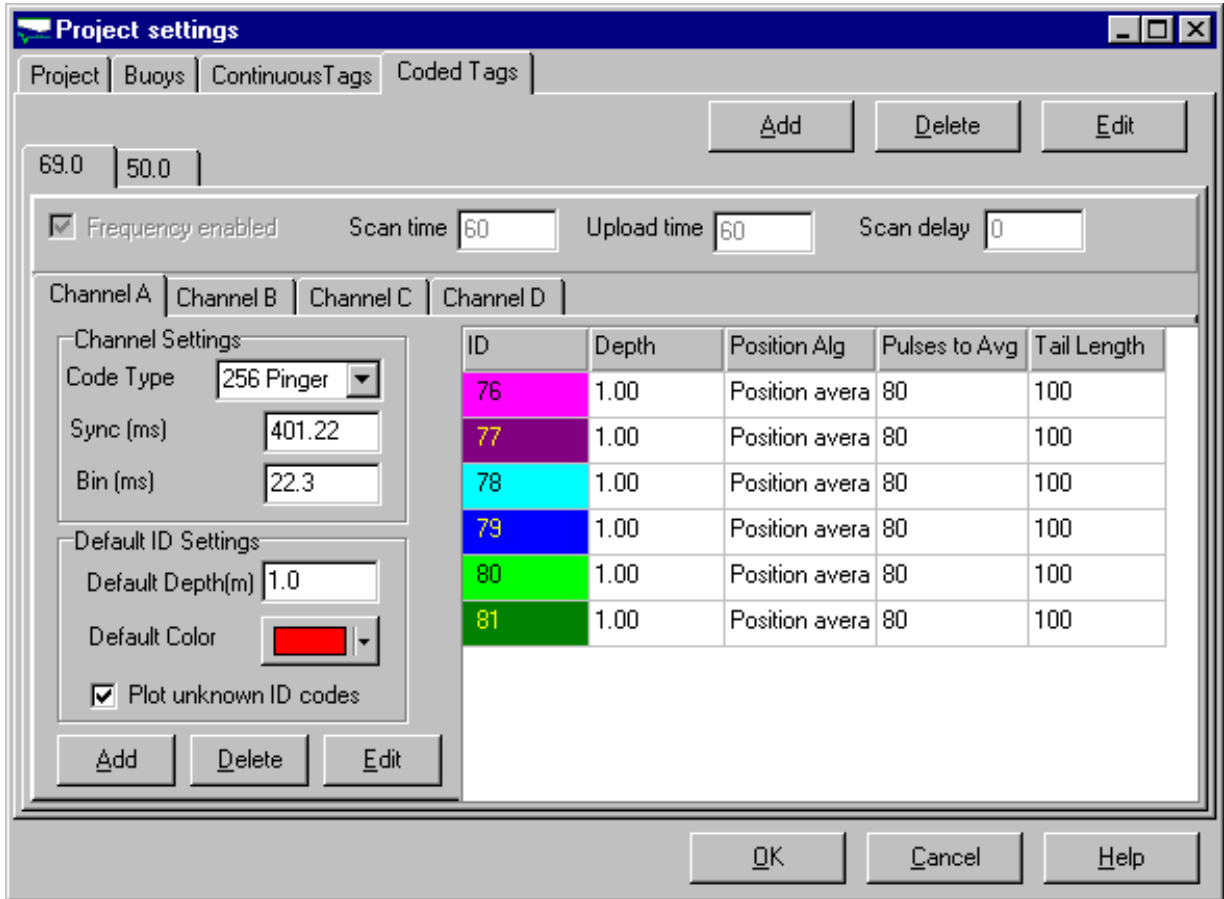 Project settings
Project Buoys ContinuousTags Coded Tags
Add Delete Edit
69.0 50.0
Frequency enabled Scan time 60 Upload time 60 Scan delay 0
Channel A Channel B Channel C Channel D
Channel Settings
Code Type 256 Pinger
Sync (ms) 401.22
Bin (ms) 22.3
Default ID Settings
Default Depth(m) 1.0
Default Color
Plot unknown ID codes
Add Delete Edit
ID Depth Position Alg Pulses to Avg Tail Length
76 1.00 Position avera 80 100
77 1.00 Position avera 80 100
78 1.00 Position avera 80 100
79 1.00 Position avera 80 100
80 1.00 Position avera 80 100
81 1.00 Position avera 80 100
OK Cancel Help